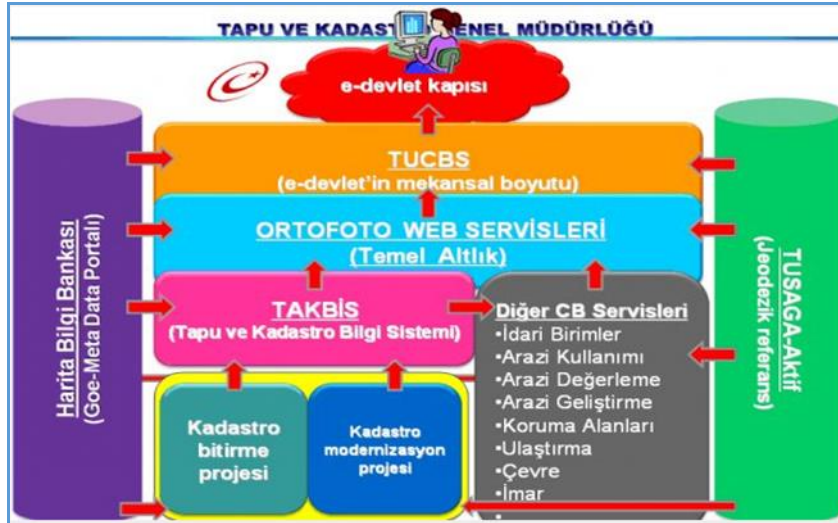 TAPU VE KADASTRO GENEL MÜDÜRLÜĞÜ
e-devlet kapısı
Harita Bilgi Bankası
(Goe-Meta Data Portalı)
TUCBS
(e-devlet'in mekansal boyutu)
ORTOFOTO WEB SERVİSLERİ
(Temel Altlık)
TAKBİS
(Tapu ve Kadastro Bilgi Sistemi)
Kadastro
bitirme
projesi
Kadastro
modernizasyon
projesi
Diğer CB Servisleri
•İdari Birimler
•Arazi Kullanımı
•Arazi Değerleme
•Arazi Geliştirme
•Koruma Alanları
•Ulaştırma
•Çevre
•İmar
TUSAGA-Aktif
(Jeodezik referans)